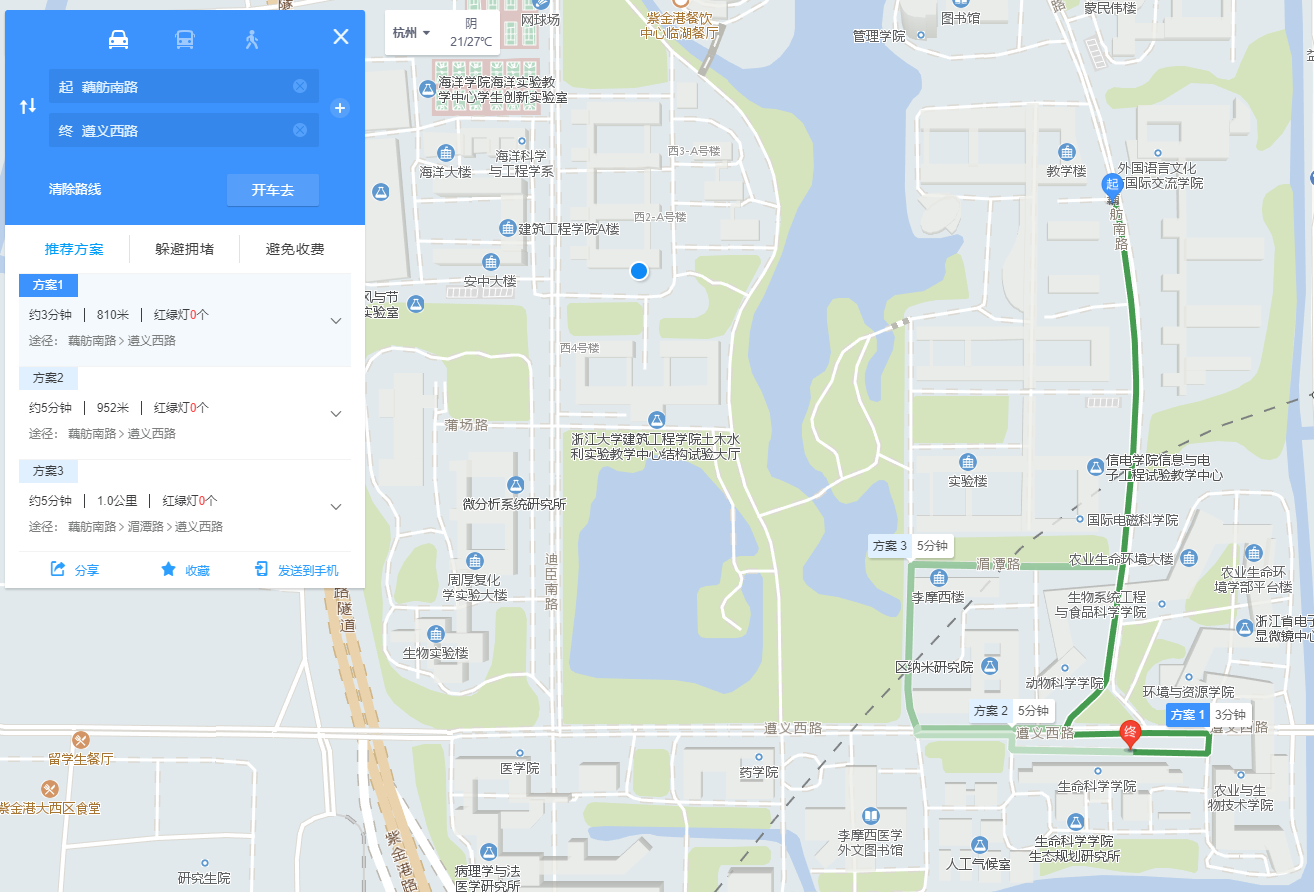 起 藕舫南路
终 遵义西路
清除路线
开车去
推荐方案
躲避拥堵
避免收费
方案1
约3分钟 | 810米 | 红绿灯0个
途径： 藕舫南路 > 遵义西路
方案2
约5分钟 | 952米 | 红绿灯0个
途径： 藕舫南路 > 遵义西路
方案3
约5分钟 | 1.0公里 | 红绿灯0个
途径： 藕舫南路 > 湄潭路 > 遵义西路
分享
收藏
发送到手机
杭州
阴
21/27℃
网球场
紫金港餐饮
中心临湖餐厅
图书馆
蒙民伟楼
管理学院
海洋学院海洋实验教
学中心学生创新实验室
海洋大楼
海洋科学
与工程学系
西3-A号楼
教学楼
外国语言文化
与国际交流学院
起
藕舫南路
西2-A号楼
建筑工程学院A楼
安中大楼
风与节
实验室
西4号楼
蒲场路
浙江大学建筑工程学院土木水
利实验教学中心结构试验大厅
信电学院信息与电
子工程试验教学中心
实验楼
微分析系统研究所
国际电磁科学院
方案 3 5分钟
湄潭路
农业生命环境大楼
农业生命环
境学部平台楼
迪臣南路
周厚复化
学实验大楼
李摩西楼
生物系统工程
与食品科学学院
浙江省电子
显微镜中心
路隧道
生物实验楼
区纳米研究院
动物科学学院
环境与资源学院
方案 2 5分钟
方案 1 3分钟
遵义西路
遵义西路
遵义西路
终
留学生餐厅
医学院
药学院
生命科学学院
农业与生
物技术学院
紫金港大西区食堂
李摩西医学
外文图书馆
生命科学学院
生态规划研究所
人工气候室
紫金港路
病理学与法
医学研究所
研究生院